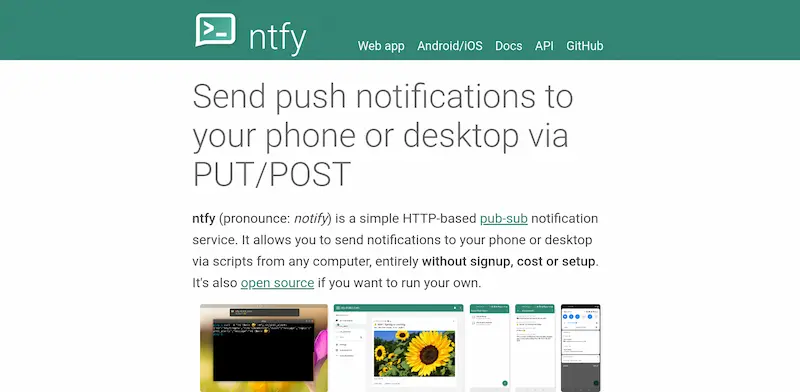 ntfy
Web app Android/iOS Docs API GitHub
Send push notifications to
your phone or desktop via
PUT/POST
ntfy (pronounce: notify) is a simple HTTP-based pub-sub notification
service. It allows you to send notifications to your phone or desktop
via scripts from any computer, entirely without signup, cost or setup.
It's also open source if you want to run your own.